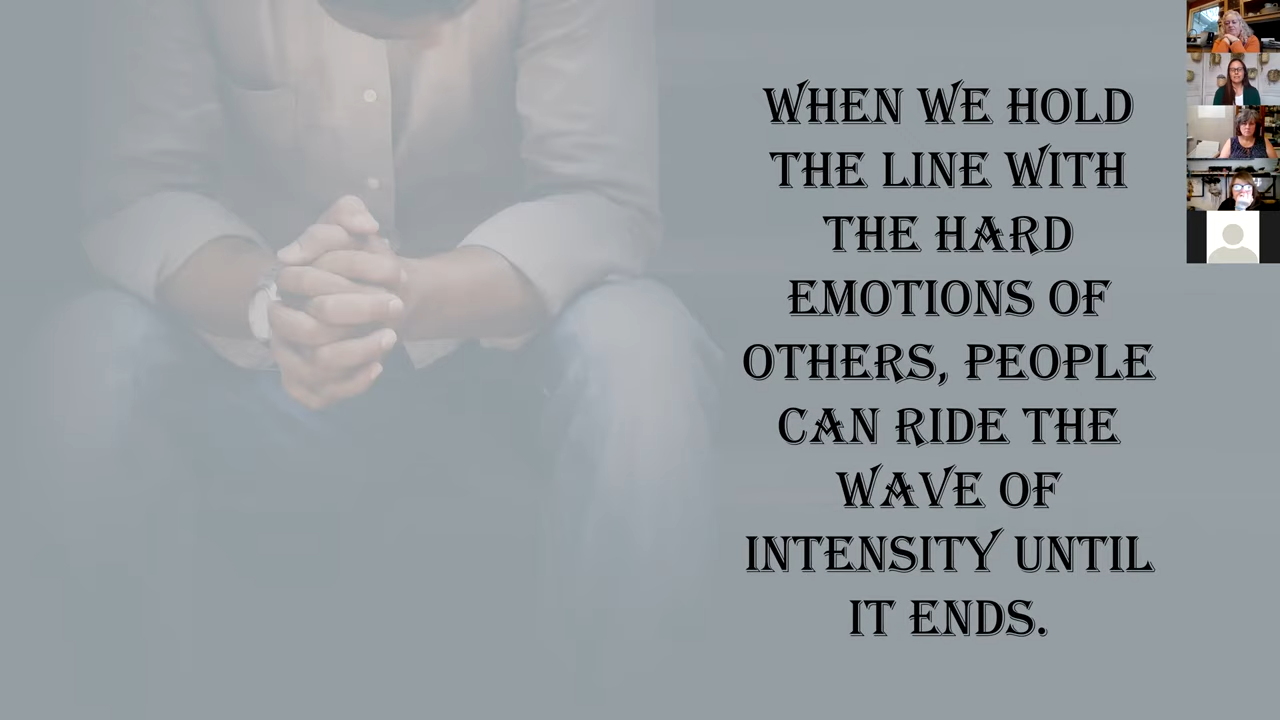 WHEN WE HOLD
THE LINE WITH
THE HARD
EMOTIONS OF
OTHERS, PEOPLE
CAN RIDE THE
WAVE OF
INTENSITY UNTIL
IT ENDS.